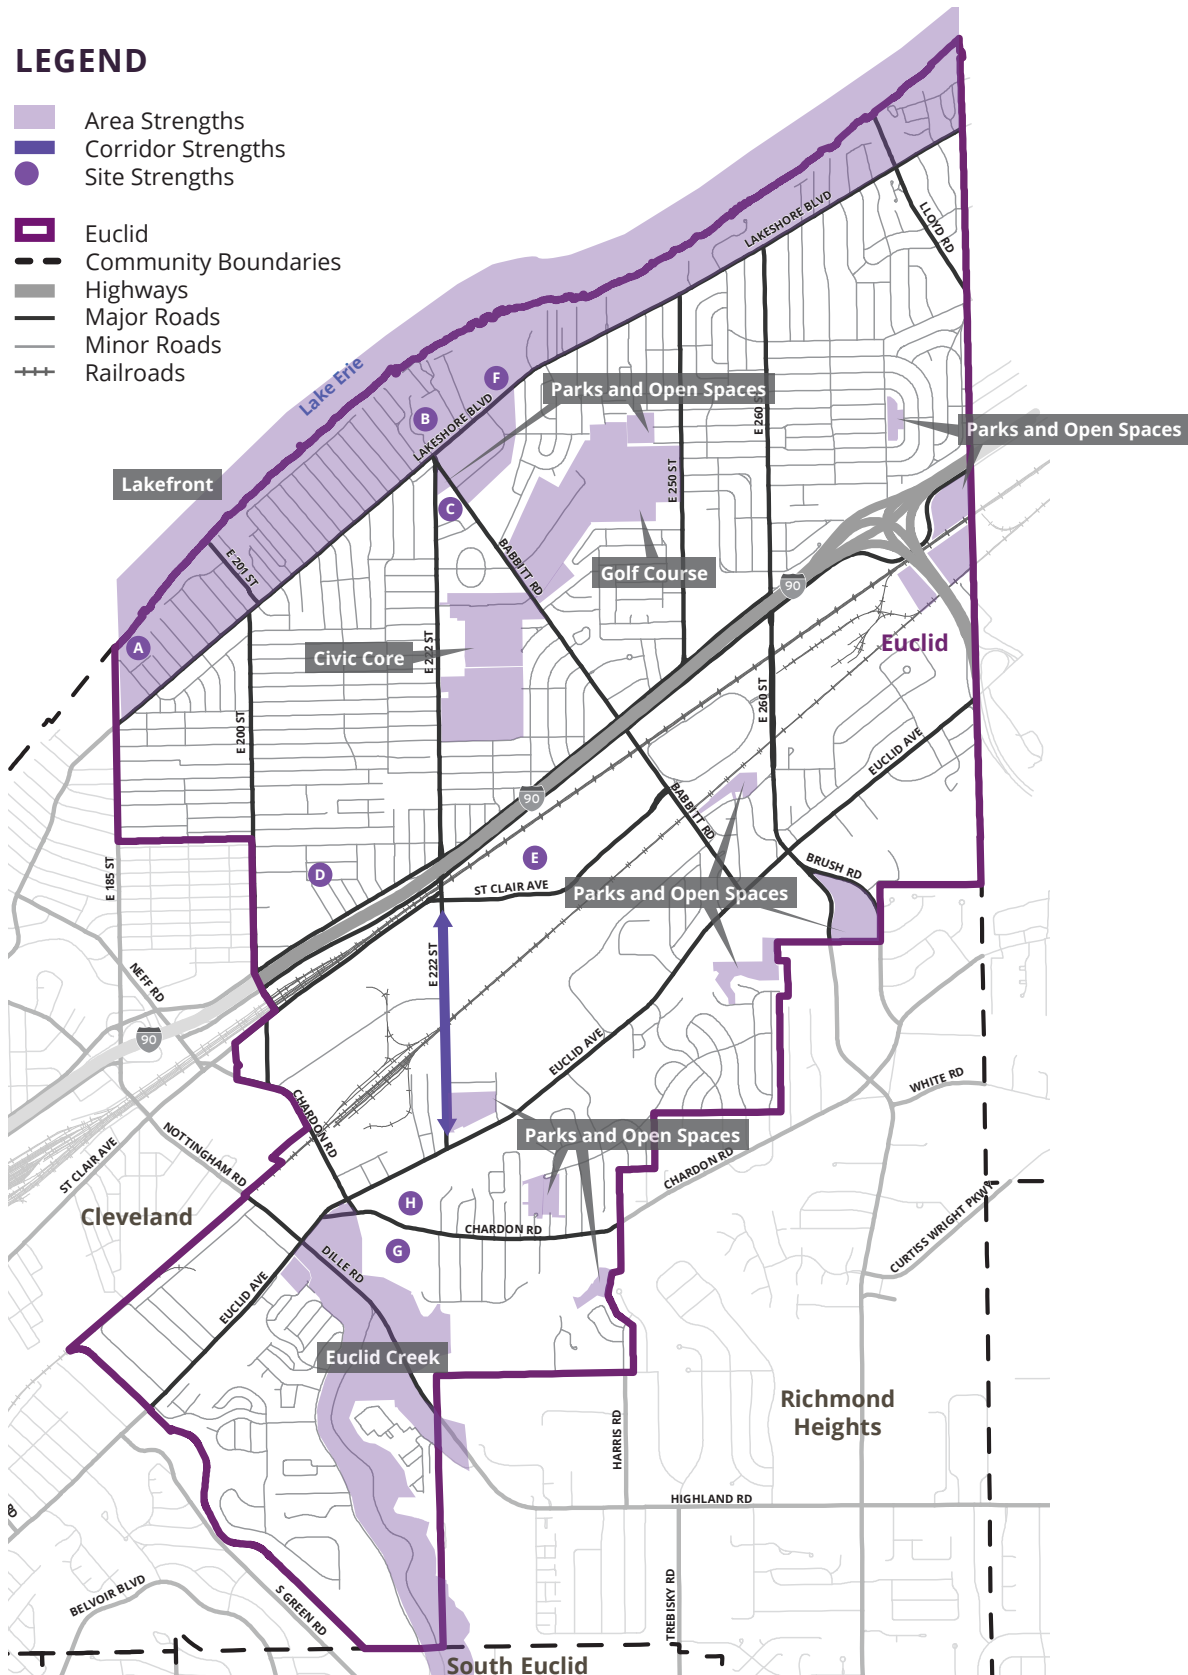 LEGEND
Area Strengths
Corridor Strengths
Site Strengths
Euclid
Community Boundaries
Highways
Major Roads
Minor Roads
Railroads
LLOYD RD
LAKESHORE BLVD
Lake Erie
F
B
LAKESHORE BLVD
Parks and Open Spaces
E 260 ST
Parks and Open Spaces
Lakefront
E 250 ST
C
E 201 ST
BABBITT RD
Golf Course
90
A
Civic Core
E 222 ST
Euclid
E 200 ST
E 260 ST
EUCLID AVE
90
BABBITT RD
E
D
E 185 ST
ST CLAIR AVE
BRUSH RD
Parks and Open Spaces
E 222 ST
NEFF RD
90
EUCLID AVE
WHITE RD
CHARDON RD
Parks and Open Spaces
NOTTINGHAM RD
ST CLAIR AVE
CHARDON RD
CURTISS WRIGHT PKWY
Cleveland
H
CHARDON RD
G
DILLE RD
EUCLID AVE
Euclid Creek
Richmond
Heights
HARRIS RD
HIGHLAND RD
BELVOIR BLVD
S GREEN RD
TREBISKY RD
South Euclid